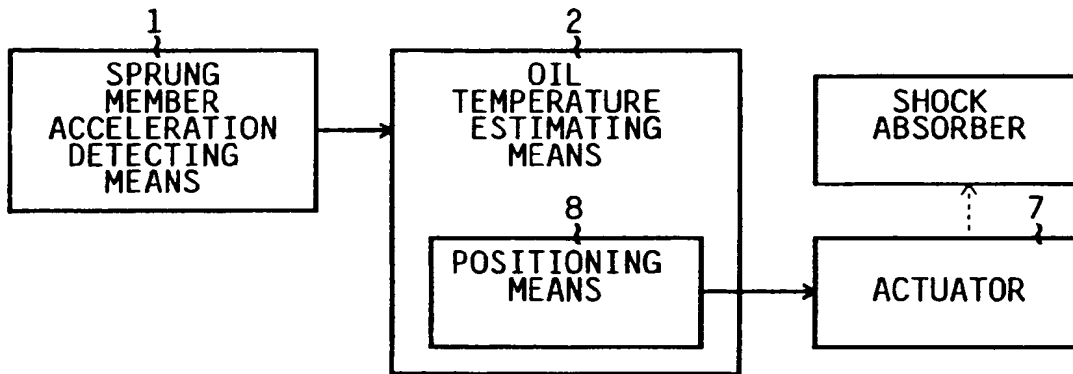 1
SPRUNG
MEMBER
ACCELERATION
DETECTING
MEANS
2
OIL
TEMPERATURE
ESTIMATING
MEANS
8
POSITIONING
MEANS
SHOCK
ABSORBER
7
ACTUATOR